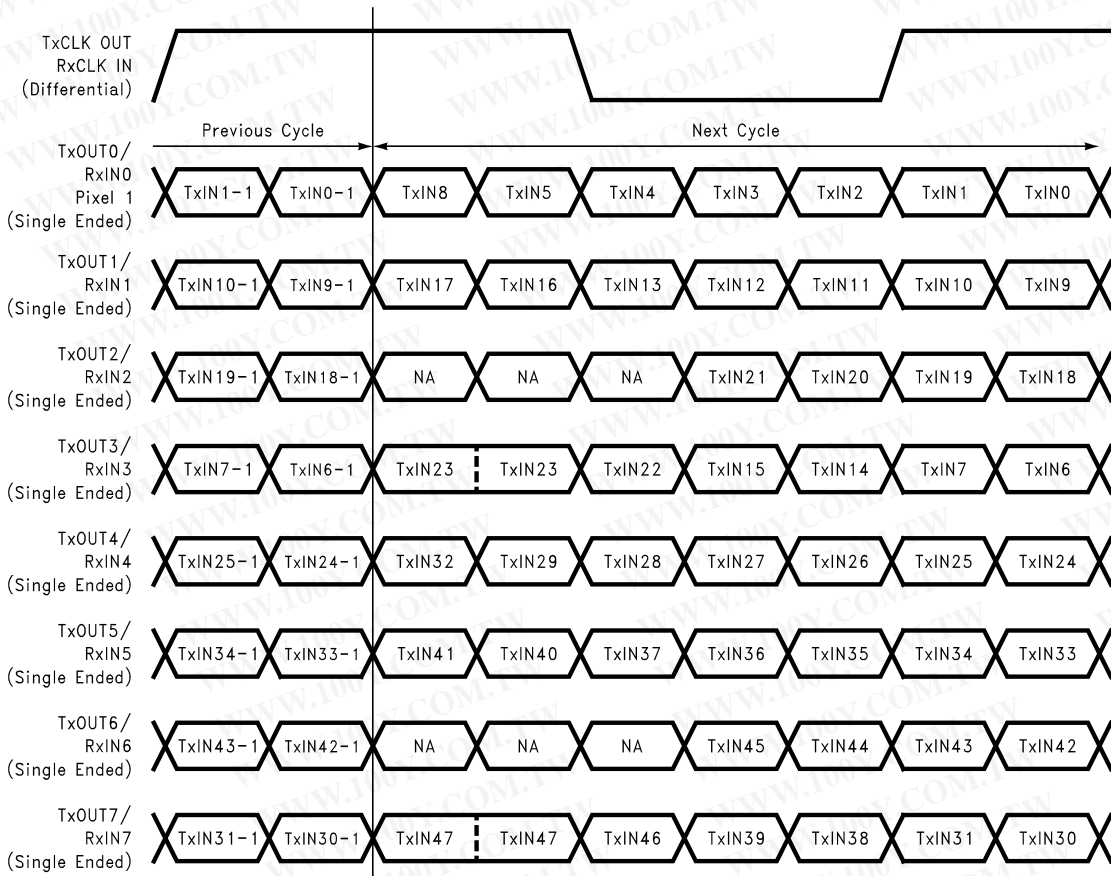 TxCLK OUT
RxCLK IN
(Differential)
Previous Cycle
Next Cycle
TxOUT0/
RxIN0
Pixel 1
(Single Ended)
TxIN1-1 TxIN0-1 TxIN8 TxIN5 TxIN4 TxIN3 TxIN2 TxIN1 TxIN0
TxOUT1/
RxIN1
(Single Ended)
TxIN10-1 TxIN9-1 TxIN17 TxIN16 TxIN13 TxIN12 TxIN11 TxIN10 TxIN9
TxOUT2/
RxIN2
(Single Ended)
TxIN19-1 TxIN18-1 NA NA NA TxIN21 TxIN20 TxIN19 TxIN18
TxOUT3/
RxIN3
(Single Ended)
TxIN7-1 TxIN6-1 TxIN23 TxIN23 TxIN22 TxIN15 TxIN14 TxIN7 TxIN6
TxOUT4/
RxIN4
(Single Ended)
TxIN25-1 TxIN24-1 TxIN32 TxIN29 TxIN28 TxIN27 TxIN26 TxIN25 TxIN24
TxOUT5/
RxIN5
(Single Ended)
TxIN34-1 TxIN33-1 TxIN41 TxIN40 TxIN37 TxIN36 TxIN35 TxIN34 TxIN33
TxOUT6/
RxIN6
(Single Ended)
TxIN43-1 TxIN42-1 NA NA NA TxIN45 TxIN44 TxIN43 TxIN42
TxOUT7/
RxIN7
(Single Ended)
TxIN31-1 TxIN30-1 TxIN47 TxIN47 TxIN46 TxIN39 TxIN38 TxIN31 TxIN30
WWW.100Y.COM.TW